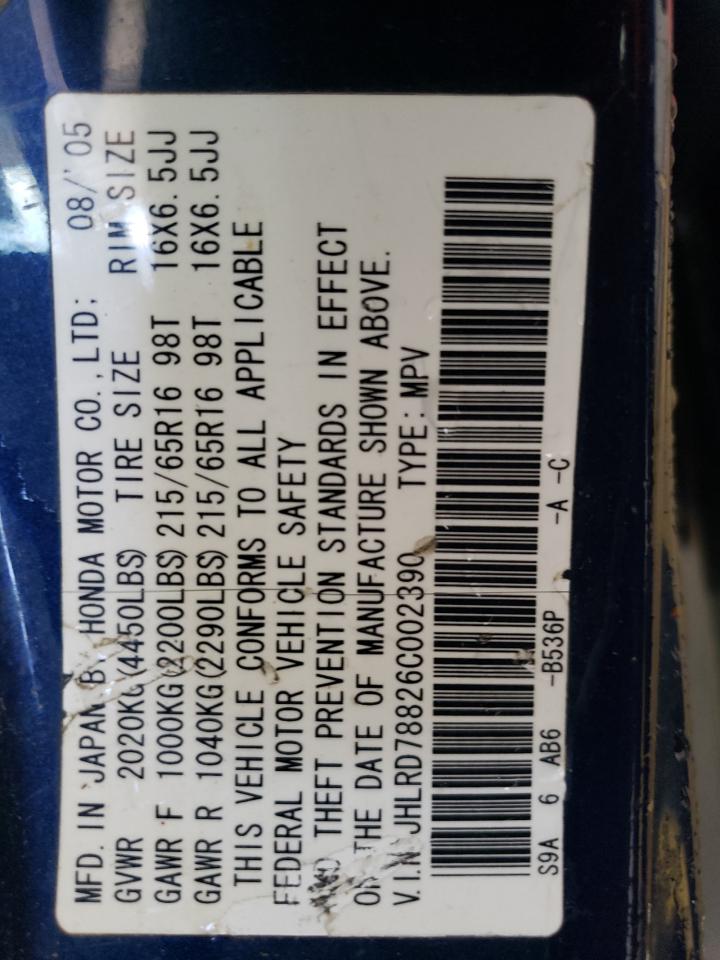 MFD. IN JAPAN BY HONDA MOTOR CO., LTD; 08/'05
GVWR 2020KG(4450LBS) TIRE SIZE RIM SIZE
GAWR F 1000KG(2200LBS) 215/65R16 98T 16X6. 5JJ
GAWR R 1040KG(2290LBS) 215/65R16 98T 16X6. 5JJ
THIS VEHICLE CONFORMS TO ALL APPLICABLE
FEDERAL MOTOR VEHICLE SAFETY
AND THEFT PREVENTION STANDARDS IN EFFECT
ON THE DATE OF MANUFACTURE SHOWN ABOVE.
V.I.N. JHLRD78826C002390 TYPE: MPV
S9A 6 AB6 -B536P -A -C